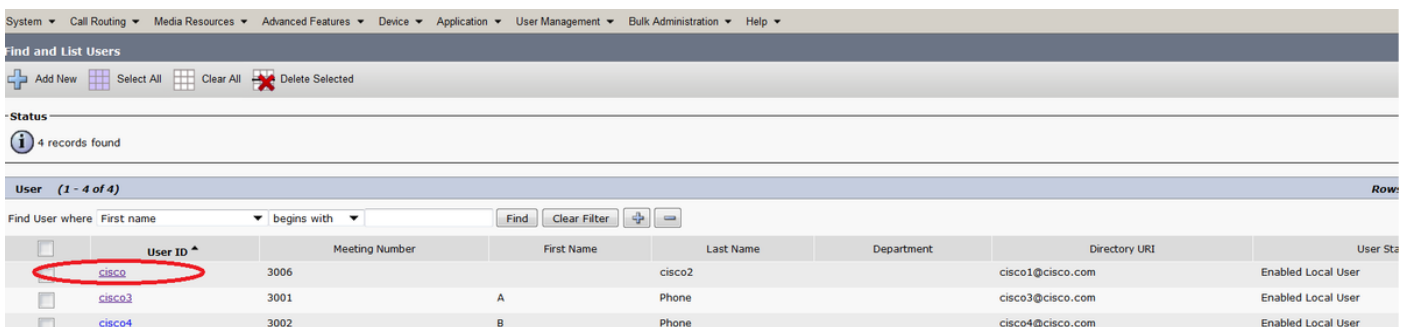 System Call Routing Media Resources Advanced Features Device Application User Management Bulk Administration Help
Find and List Users
Add New Select All Clear All Delete Selected
Status
4 records found
User (1 - 4 of 4) Rows
Find User where First name begins with Find Clear Filter
User ID Meeting Number First Name Last Name Department Directory URI User Sta
cisco 3006 cisco2 cisco1@cisco.com Enabled Local User
cisco3 3001 A Phone cisco3@cisco.com Enabled Local User
cisco4 3002 B Phone cisco4@cisco.com Enabled Local User